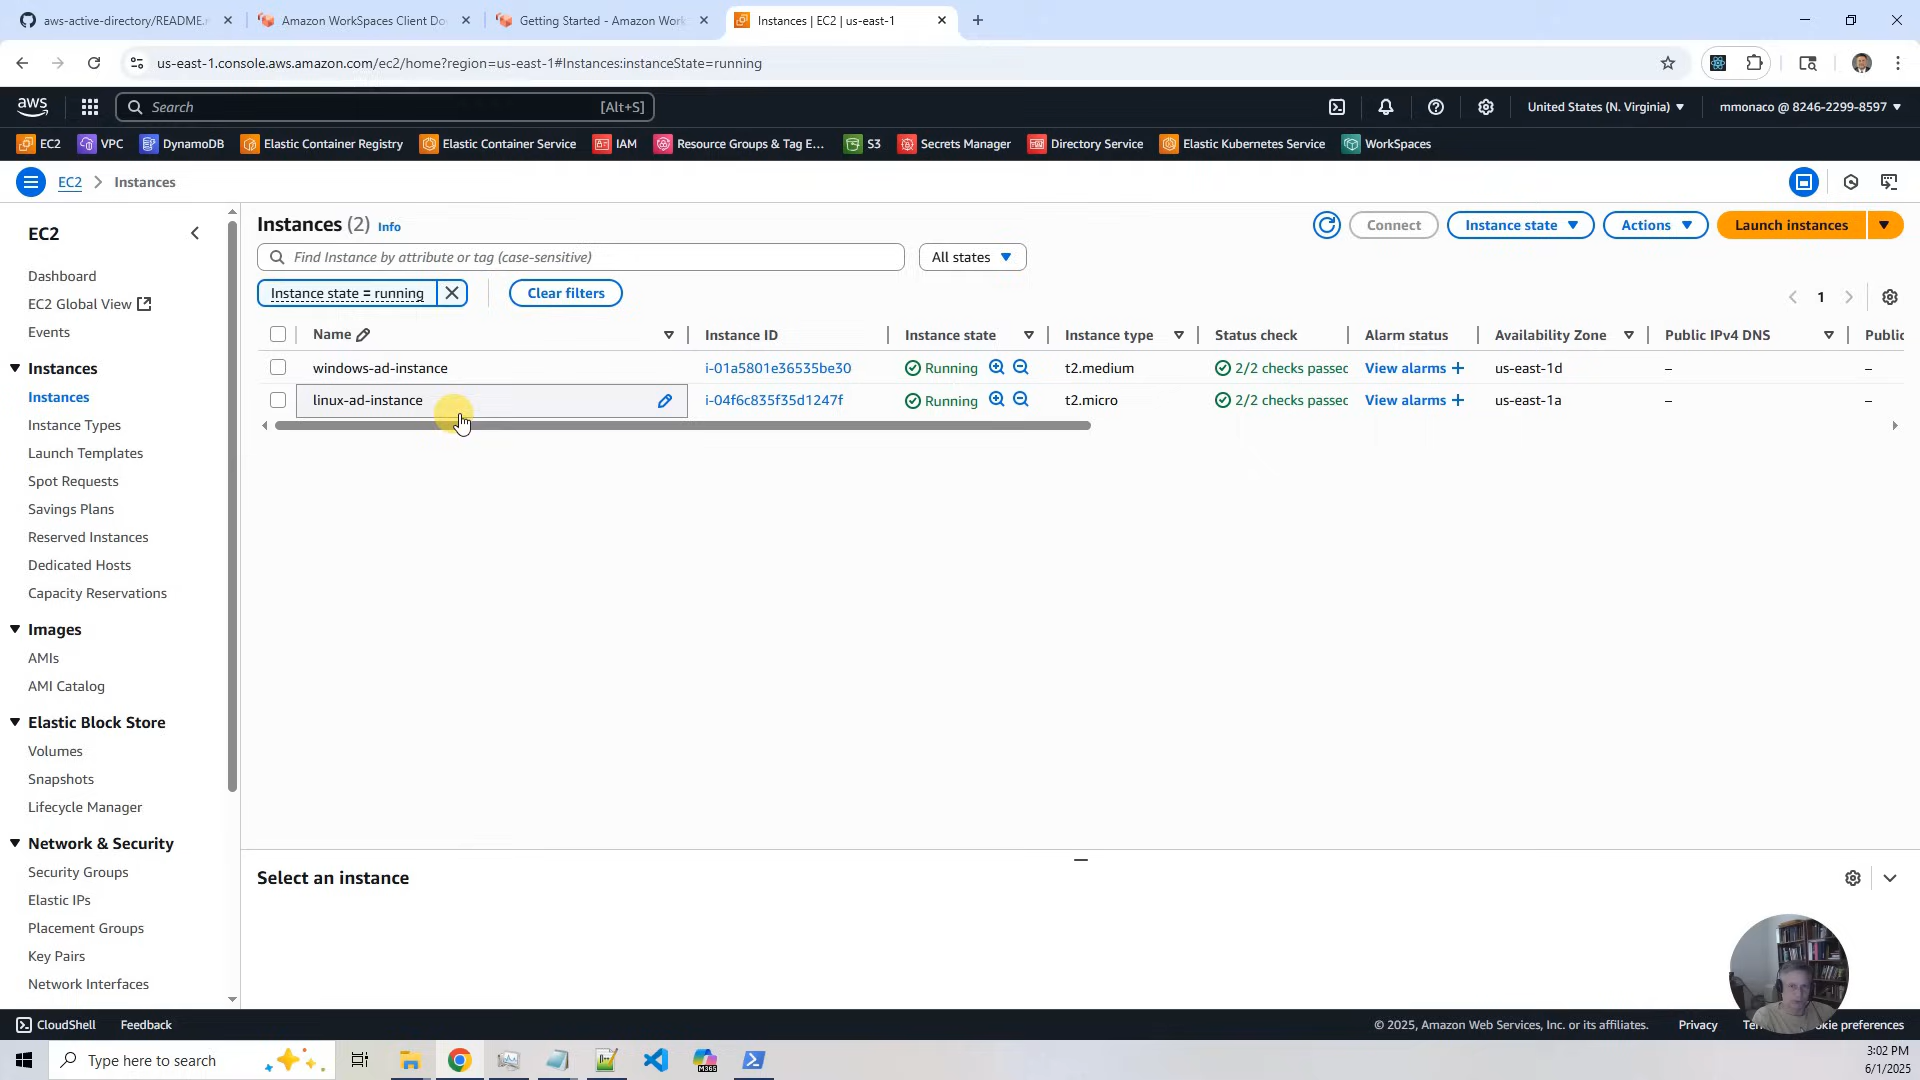 aws-active-directory/README.
Amazon WorkSpaces Client Do
Getting Started - Amazon Work
Instances | EC2 | us-east-1
us-east-1.console.aws.amazon.com/ec2/home?region=us-east-1#Instances:instanceState=running
aws
Search
[Alt+S]
United States (N. Virginia)
mmonaco @ 8246-2299-8597
EC2
VPC
DynamoDB
Elastic Container Registry
Elastic Container Service
IAM
Resource Groups & Tag E...
S3
Secrets Manager
Directory Service
Elastic Kubernetes Service
WorkSpaces
EC2
Instances
EC2
Dashboard
EC2 Global View
Events
Instances
Instances
Instance Types
Launch Templates
Spot Requests
Savings Plans
Reserved Instances
Dedicated Hosts
Capacity Reservations
Images
AMIs
AMI Catalog
Elastic Block Store
Volumes
Snapshots
Lifecycle Manager
Network & Security
Security Groups
Elastic IPs
Placement Groups
Key Pairs
Network Interfaces
Instances (2) Info
Connect
Instance state
Actions
Launch instances
Find Instance by attribute or tag (case-sensitive)
All states
Instance state = running
Clear filters
1
Name
Instance ID
Instance state
Instance type
Status check
Alarm status
Availability Zone
Public IPv4 DNS
Public
windows-ad-instance
i-01a5801e36535be30
Running
t2.medium
2/2 checks passec
View alarms +
us-east-1d
–
–
linux-ad-instance
i-04f6c835f35d1247f
Running
t2.micro
2/2 checks passec
View alarms +
us-east-1a
–
–
Select an instance
CloudShell
Feedback
© 2025, Amazon Web Services, Inc. or its affiliates.
Privacy
Te
okie preferences
Type here to search
M365
3:02 PM
6/1/2025